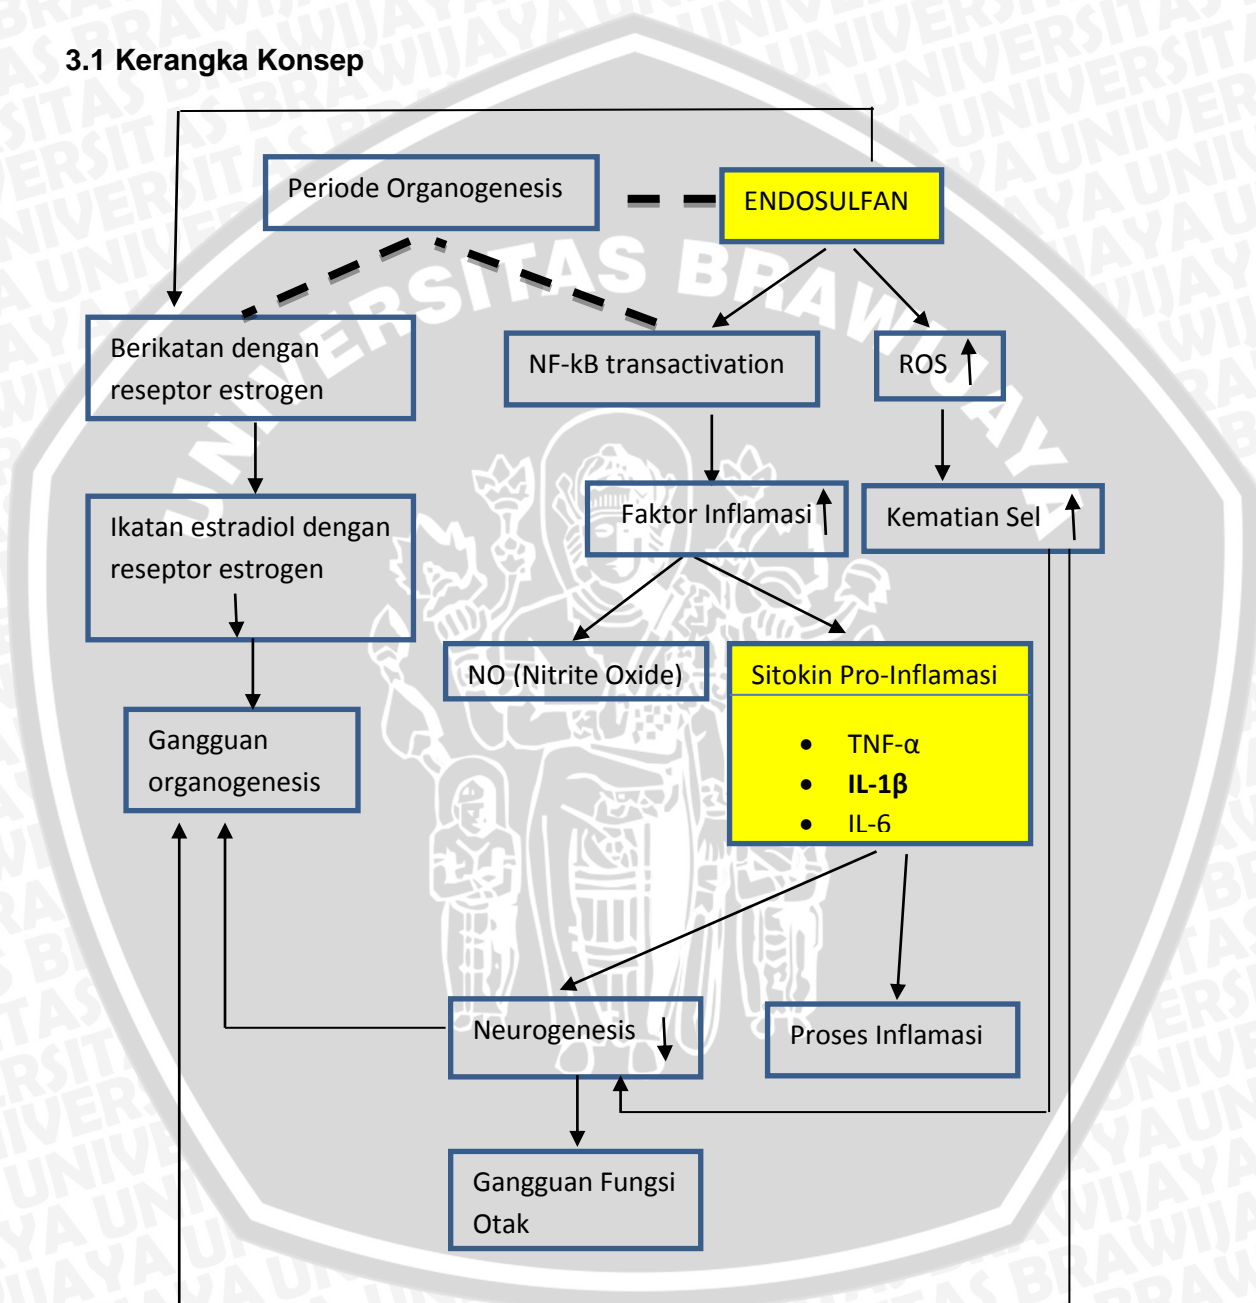 3.1 Kerangka Konsep
Periode Organogenesis
ENDOSULFAN
Berikatan dengan
reseptor estrogen
NF-kB transactivation
ROS
Ikatan estradiol dengan
reseptor estrogen
Faktor Inflamasi
Kematian Sel
NO (Nitrite Oxide)
Sitokin Pro-Inflamasi
• TNF-α
• IL-1β
• IL-6
Gangguan
organogenesis
Neurogenesis
Proses Inflamasi
Gangguan Fungsi
Otak
UNIVERSITAS BRAWIJAYA